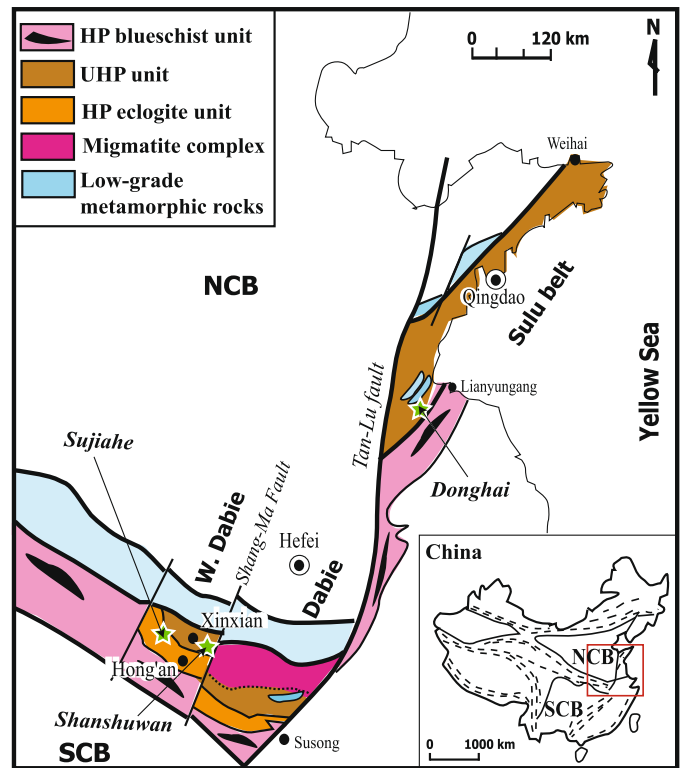 HP blueschist unit
UHP unit
HP eclogite unit
Migmatite complex
Low-grade
metamorphic rocks
0 120 km
N
Weihai
NCB
Qingdao
Sulu belt
Yellow Sea
Tan-Lu fault
Lianyungang
Donghai
Sujiahe
W. Dabie
Shang-Ma Fault
Hefei
Dabie
Xinxian
Hong'an
Shanshuwan
SCB
Susong
China
NCB
SCB
0 1000 km